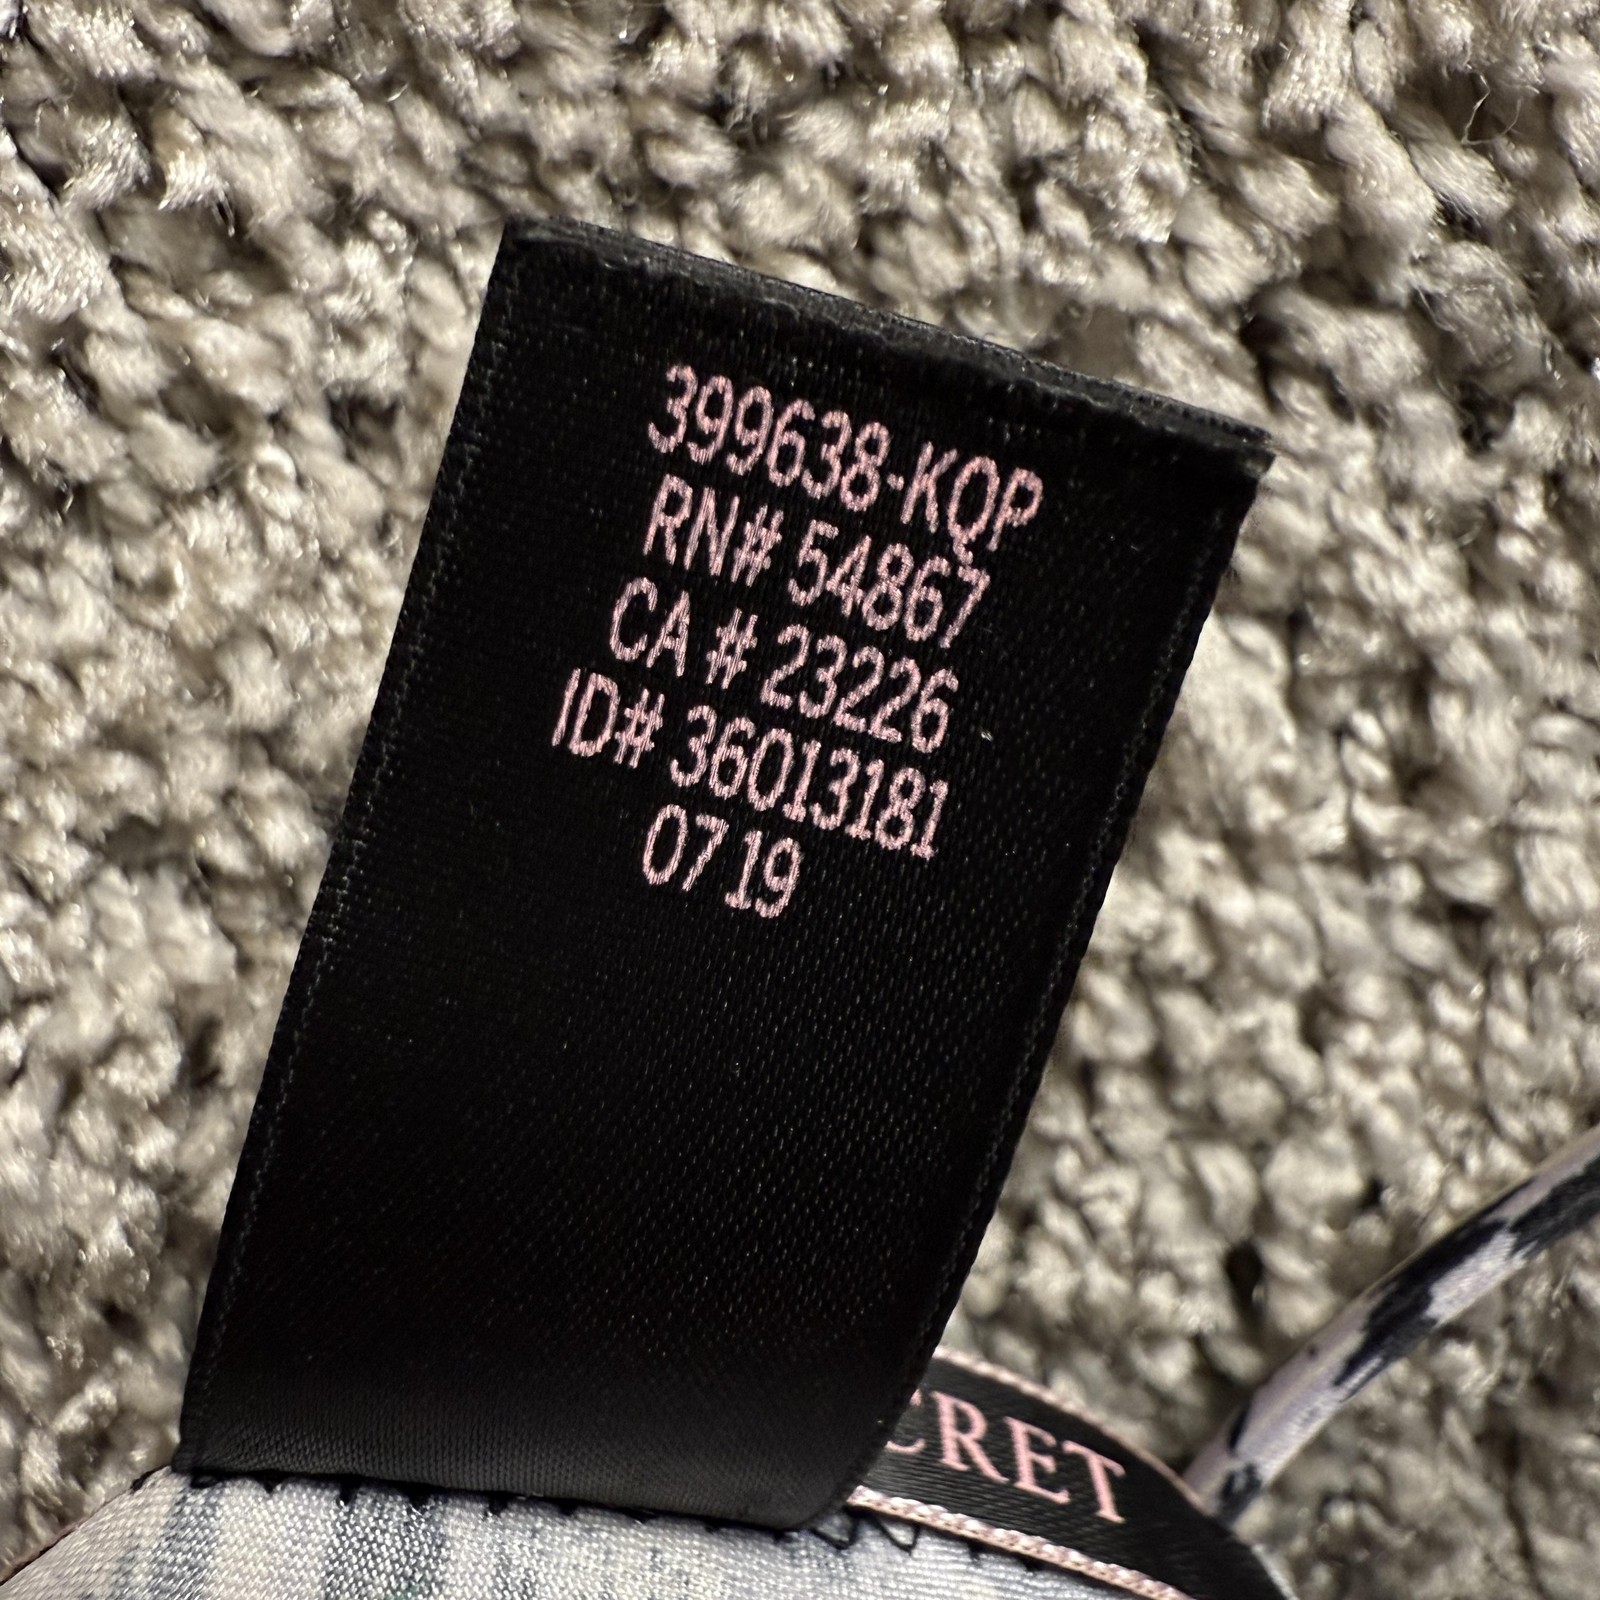 399638-KQP
RN# 54867
CA # 23226
ID# 36013181
07 19
CRET